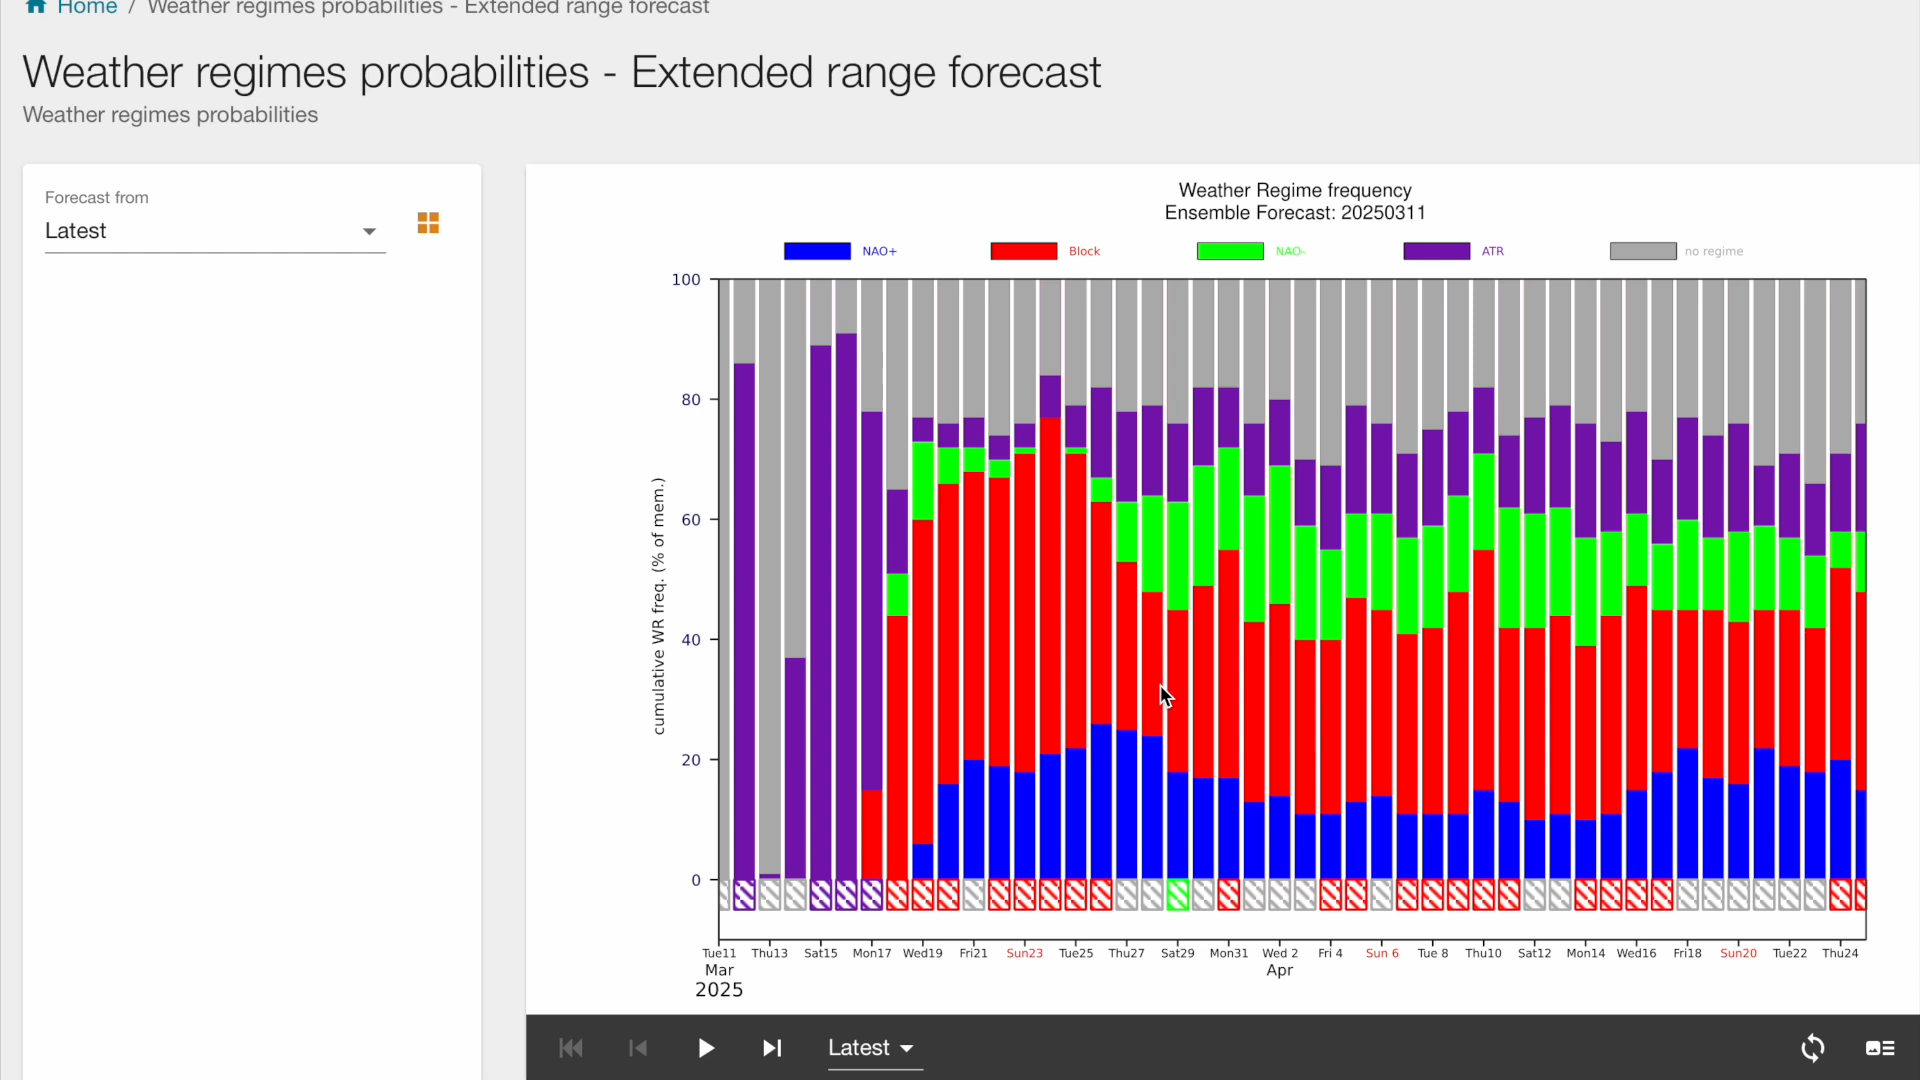 Home / Weather regimes probabilities - Extended range forecast
Weather regimes probabilities - Extended range forecast
Weather regimes probabilities
Forecast from
Latest
Weather Regime frequency
Ensemble Forecast: 20250311
NAO+ Block NAO- ATR no regime
100
80
60
40
20
0
cumulative WR freq. (% of mem.)
Tue11 Thu13 Sat15 Mon17 Wed19 Fri21 Sun23 Tue25 Thu27 Sat29 Mon31 Wed 2 Fri 4 Sun 6 Tue 8 Thu10 Sat12 Mon14 Wed16 Fri18 Sun20 Tue22 Thu24
Mar Apr
2025
Latest